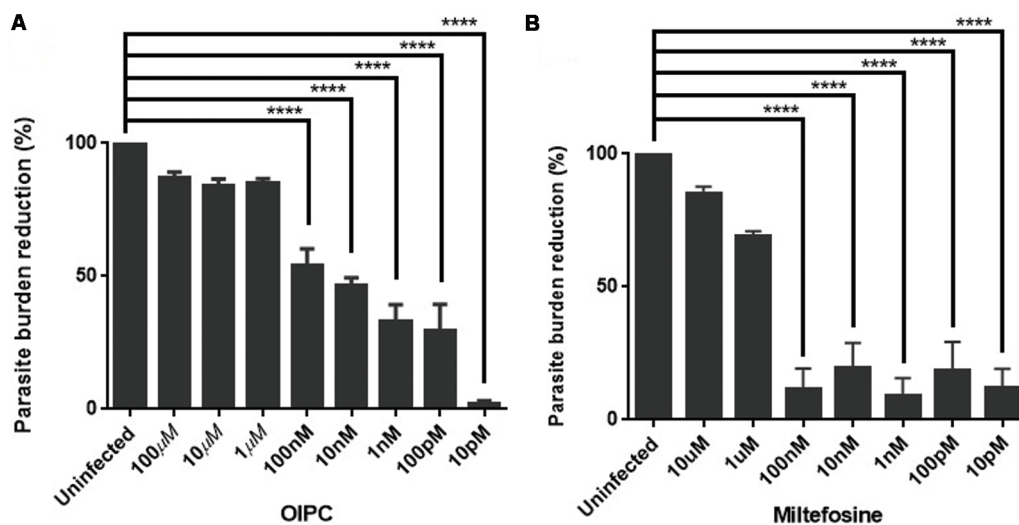 A
****
****
****
****
****
Parasite burden reduction (%)
100
50
0
Uninfected
100μM
10μM
1μM
100nM
10nM
1nM
100pM
10pM
OIPC
B
****
****
****
****
****
Parasite burden reduction (%)
100
50
0
Uninfected
10uM
1uM
100nM
10nM
1nM
100pM
10pM
Miltefosine